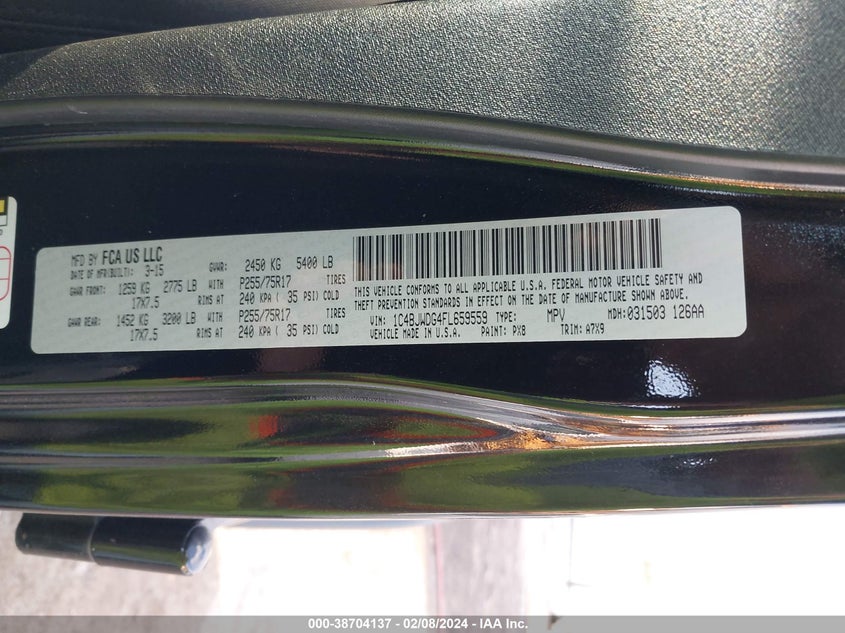 MFD BY FCA US LLC
DATE OF MFR(BUILT): 3-15 GVWR: 2450 KG 5400 LB
GAWR FRONT: 1259 KG 2775 LB WITH P255/75R17 TIRES
17X7.5 RIMS AT 240 KPA ( 35 PSI) COLD
GAWR REAR: 1452 KG 3200 LB WITH P255/75R17 TIRES
17X7.5 RIMS AT 240 KPA ( 35 PSI) COLD
THIS VEHICLE CONFORMS TO ALL APPLICABLE U.S.A. FEDERAL MOTOR VEHICLE SAFETY AND
THEFT PREVENTION STANDARDS IN EFFECT ON THE DATE OF MANUFACTURE SHOWN ABOVE.
VIN: 1C4BJWDG4FL659559 TYPE: MPV MDH: 031503 126AA
VEHICLE MADE IN U.S.A. PAINT: PX8 TRIM: A7X9
000-38704137 - 02/08/2024 - IAA Inc.